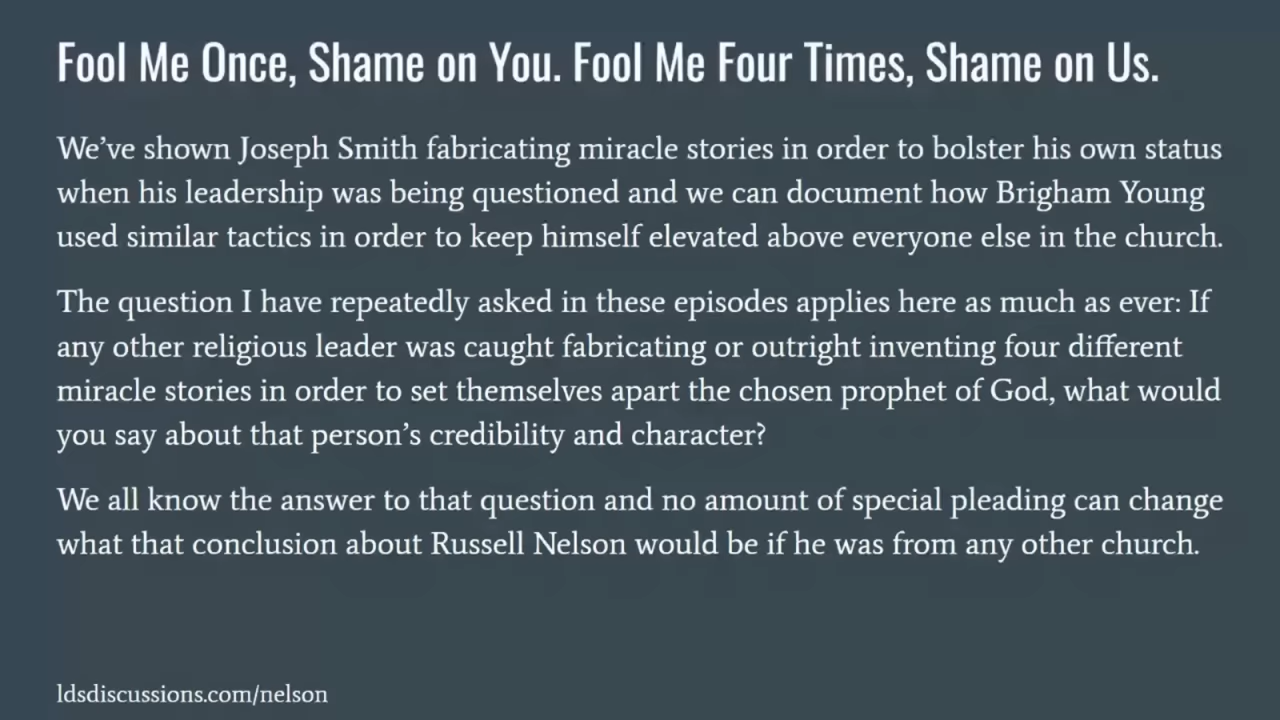 Fool Me Once, Shame on You. Fool Me Four Times, Shame on Us.
We’ve shown Joseph Smith fabricating miracle stories in order to bolster his own status
when his leadership was being questioned and we can document how Brigham Young
used similar tactics in order to keep himself elevated above everyone else in the church.
The question I have repeatedly asked in these episodes applies here as much as ever: If
any other religious leader was caught fabricating or outright inventing four different
miracle stories in order to set themselves apart the chosen prophet of God, what would
you say about that person’s credibility and character?
We all know the answer to that question and no amount of special pleading can change
what that conclusion about Russell Nelson would be if he was from any other church.
ldsdiscussions.com/nelson